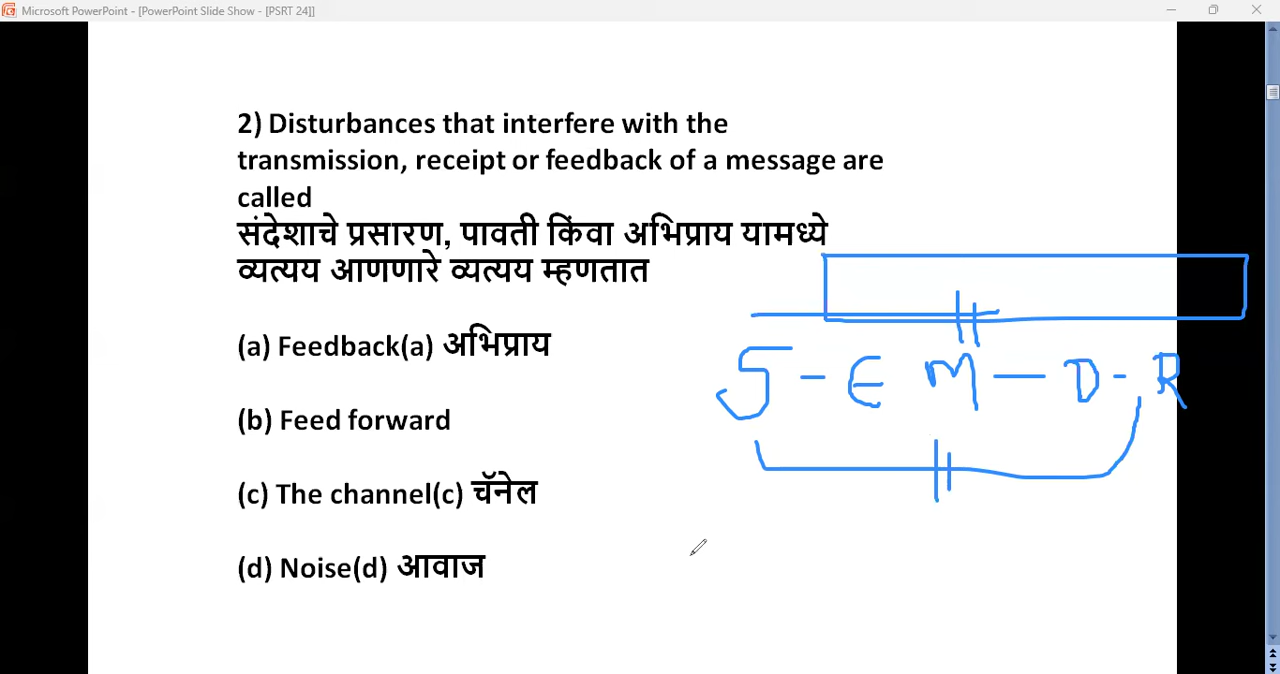 Microsoft PowerPoint - [PowerPoint Slide Show - [PSRT 24]]
2) Disturbances that interfere with the
transmission, receipt or feedback of a message are
called
संदेशाचे प्रसारण, पावती किंवा अभिप्राय यामध्ये
व्यत्यय आणणारे व्यत्यय म्हणतात
(a) Feedback(a) अभिप्राय
S - E M - D - R
(b) Feed forward
(c) The channel(c) चॅनेल
(d) Noise(d) आवाज